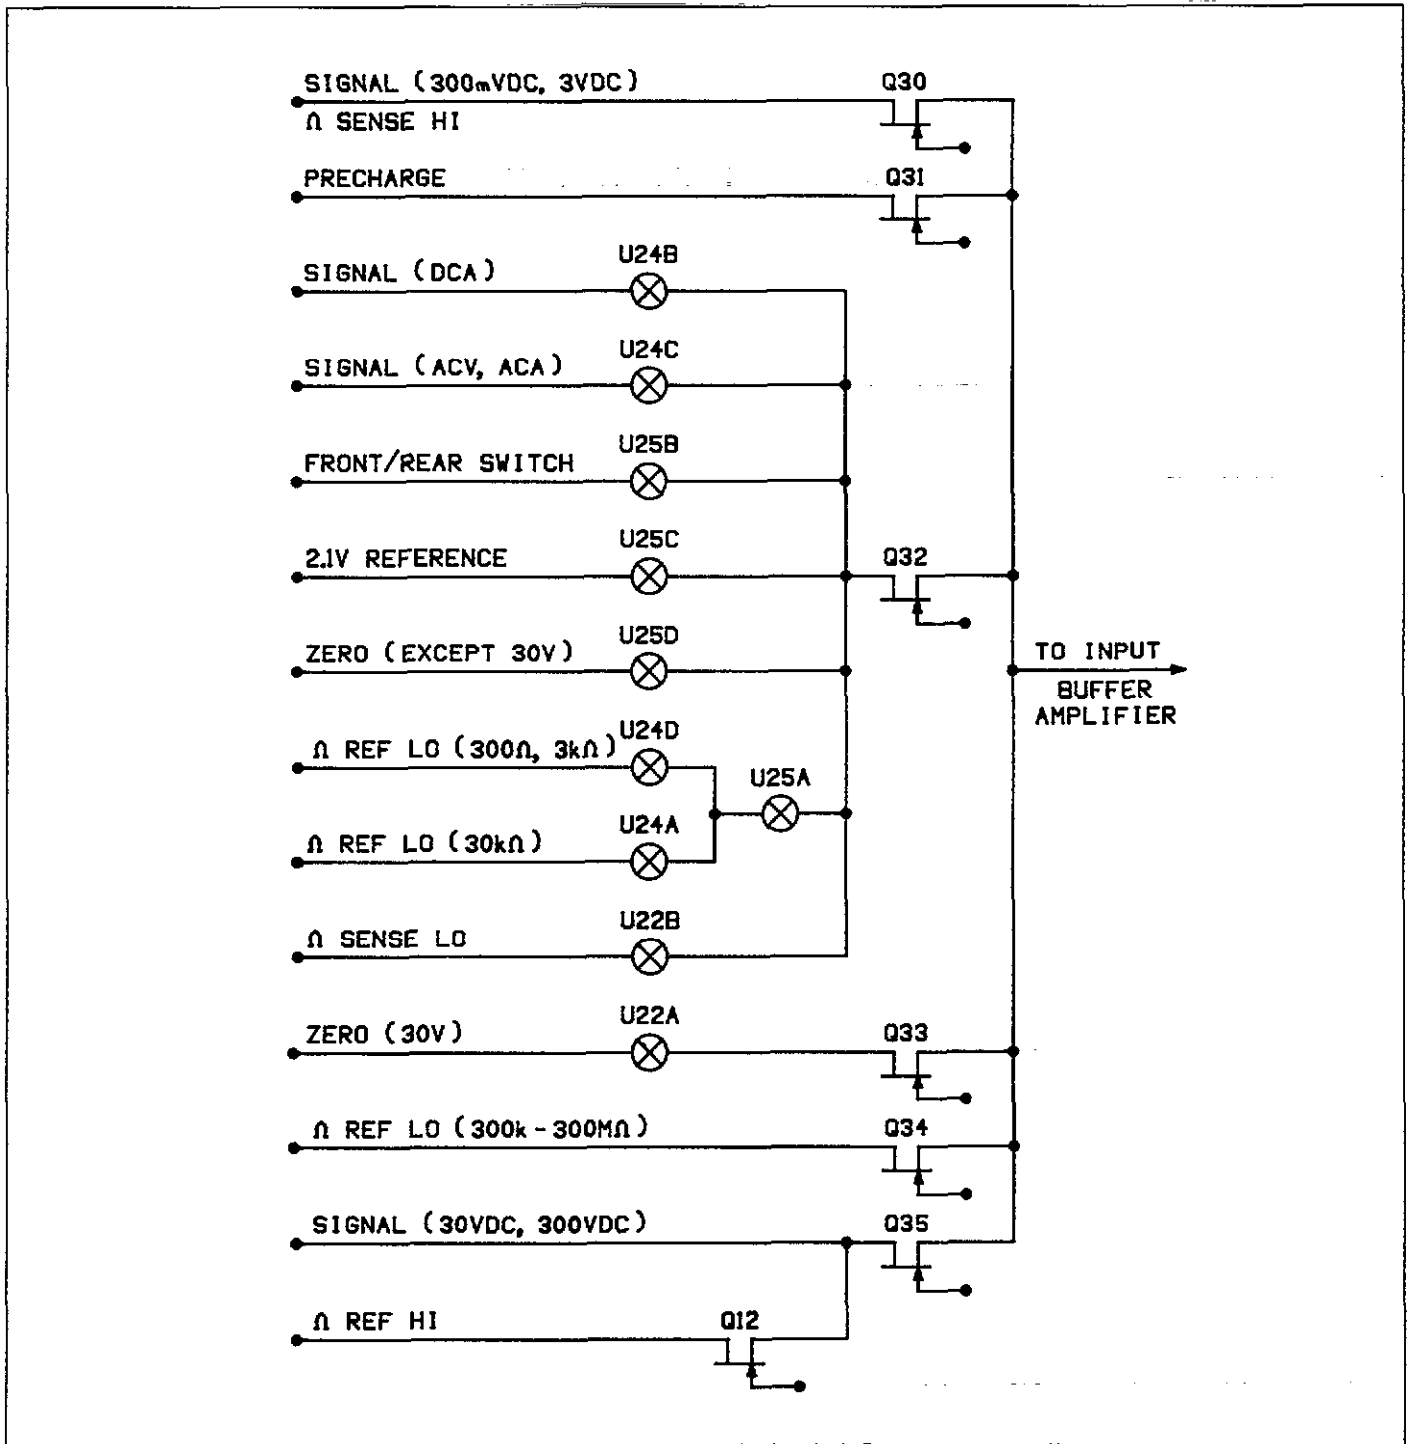 SIGNAL (300mVDC, 3VDC)
Q30
Ω SENSE HI
PRECHARGE
Q31
SIGNAL (DCA)
U24B
SIGNAL (ACV, ACA)
U24C
FRONT/REAR SWITCH
U25B
2.1V REFERENCE
U25C
Q32
ZERO (EXCEPT 30V)
U25D
TO INPUT
BUFFER
AMPLIFIER
Ω REF LO (300Ω, 3kΩ)
U24D
U25A
Ω REF LO (30kΩ)
U24A
Ω SENSE LO
U22B
ZERO (30V)
U22A
Q33
Ω REF LO (300k-300MΩ)
Q34
SIGNAL (30VDC, 300VDC)
Q35
Ω REF HI
Q12